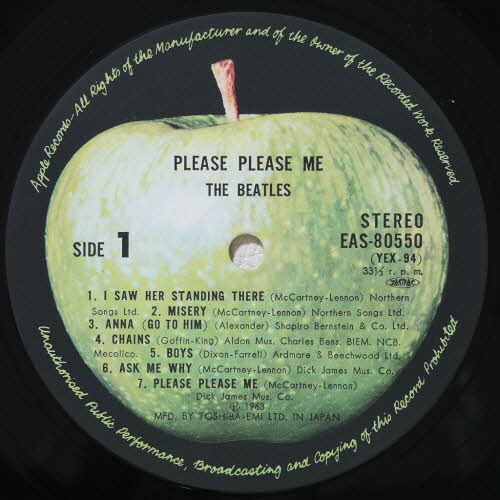 Apple Records-All Rights of the Manufacturer and of the Owner of the Recorded Work Reserved
PLEASE PLEASE ME
THE BEATLES
STEREO
EAS-80550
(YEX-94)
33⅓ r. p. m.
JASRAC
SIDE 1
1. I SAW HER STANDING THERE (McCartney-Lennon) Northern
Songs Ltd. 2. MISERY (McCartney-Lennon) Northern Songs Ltd.
3. ANNA (GO TO HIM) (Alexander) Shapiro Bernstein & Co. Ltd.
4. CHAINS (Goffin-King) Aldon Mus. Charles Bens. BIEM. NCB.
Mecolico. 5. BOYS (Dixon-Farrell) Ardmore & Beechwood Ltd.
6. ASK ME WHY (McCartney-Lennon) Dick James Mus. Co.
7. PLEASE PLEASE ME (McCartney-Lennon)
Dick James Mus. Co.
Ⓟ 1963
MFD. BY TOSHIBA-EMI LTD. IN JAPAN
Unauthorised Public Performance, Broadcasting and Copying of this Record Prohibited